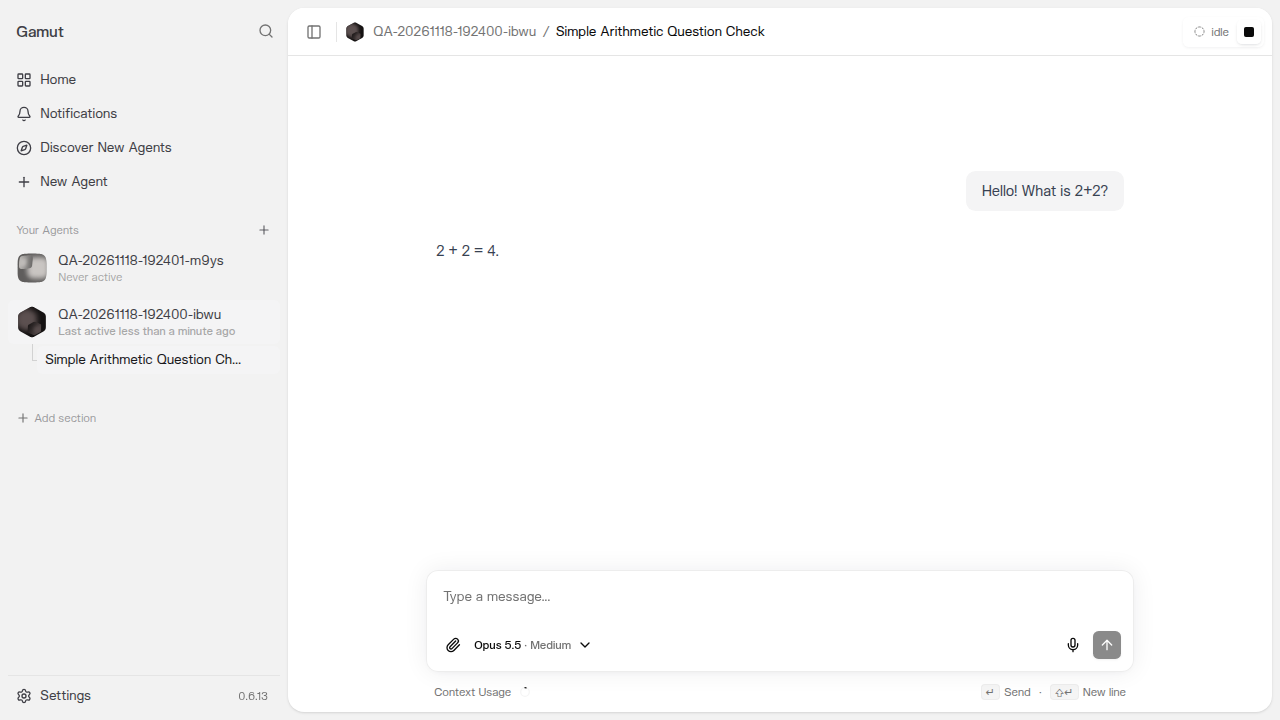 Gamut
Home
Notifications
Discover New Agents
New Agent
Your Agents
QA-20261118-192401-m9ys
Never active
QA-20261118-192400-ibwu
Last active less than a minute ago
Simple Arithmetic Question Ch...
Add section
Settings
0.6.13
QA-20261118-192400-ibwu / Simple Arithmetic Question Check
idle
Hello! What is 2+2?
2 + 2 = 4.
Type a message...
Opus 5.5 · Medium
Context Usage
Send · New line